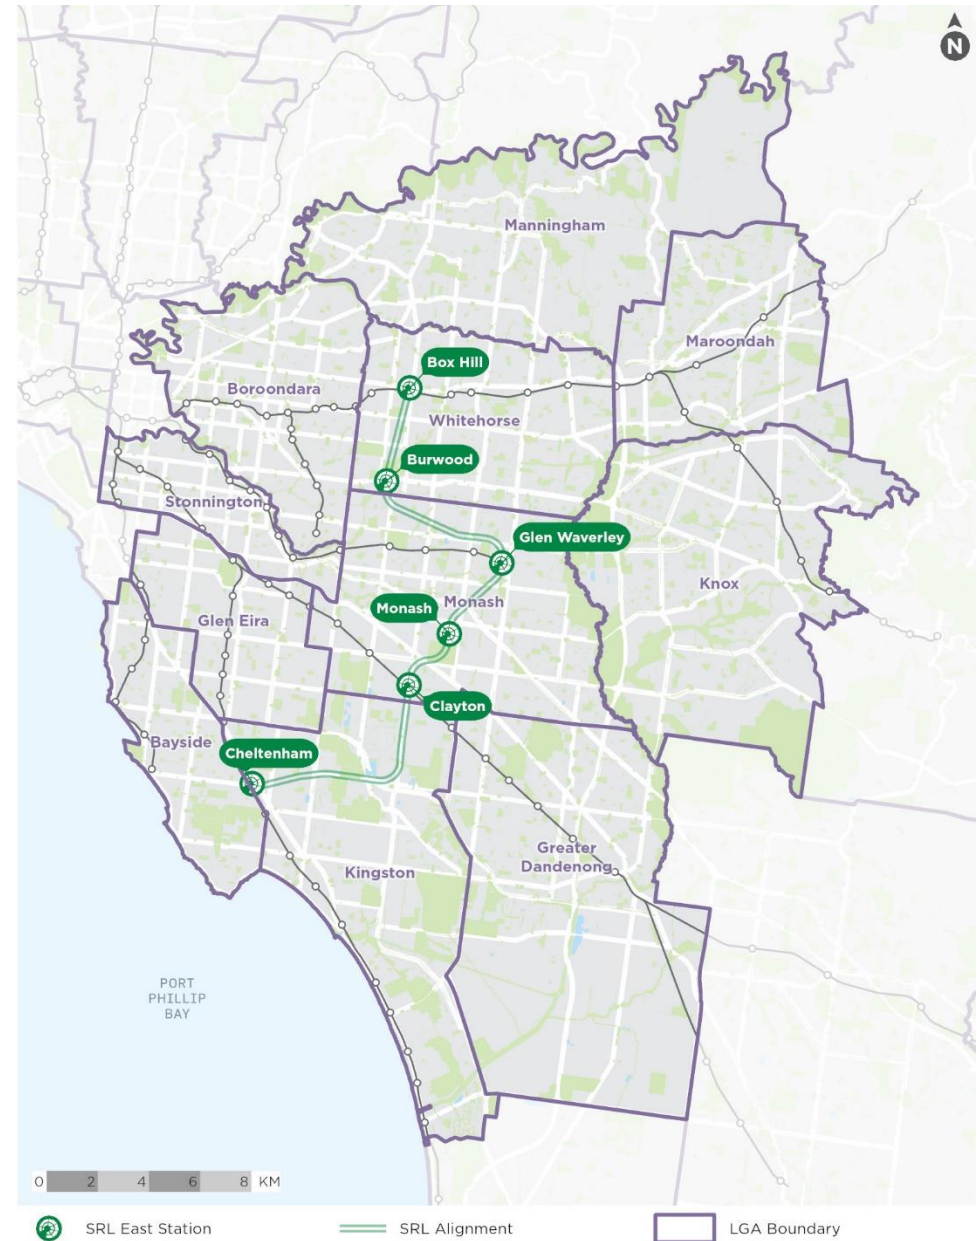 N
Manningham
Maroondah
Box Hill
Boroondara
Whitehorse
Burwood
Stonnington
Glen Waverley
Knox
Monash
Monash
Glen Eira
Clayton
Bayside
Cheltenham
Greater
Dandenong
Kingston
PORT
PHILLIP
BAY
0 2 4 6 8 KM
SRL East Station
SRL Alignment
LGA Boundary